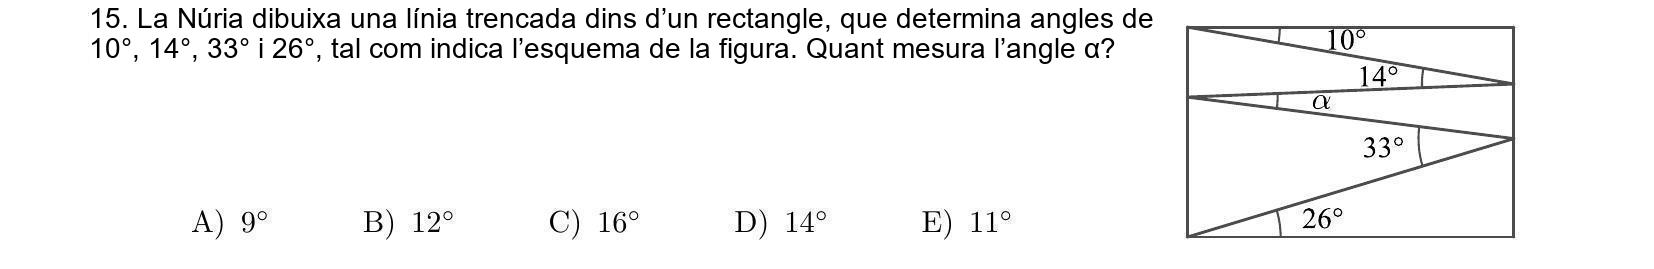 15. La Núria dibuixa una línia trencada dins d’un rectangle, que determina angles de
10°, 14°, 33° i 26°, tal com indica l’esquema de la figura. Quant mesura l’angle α?
10°
14°
α
33°
26°
A) 9° B) 12° C) 16° D) 14° E) 11°